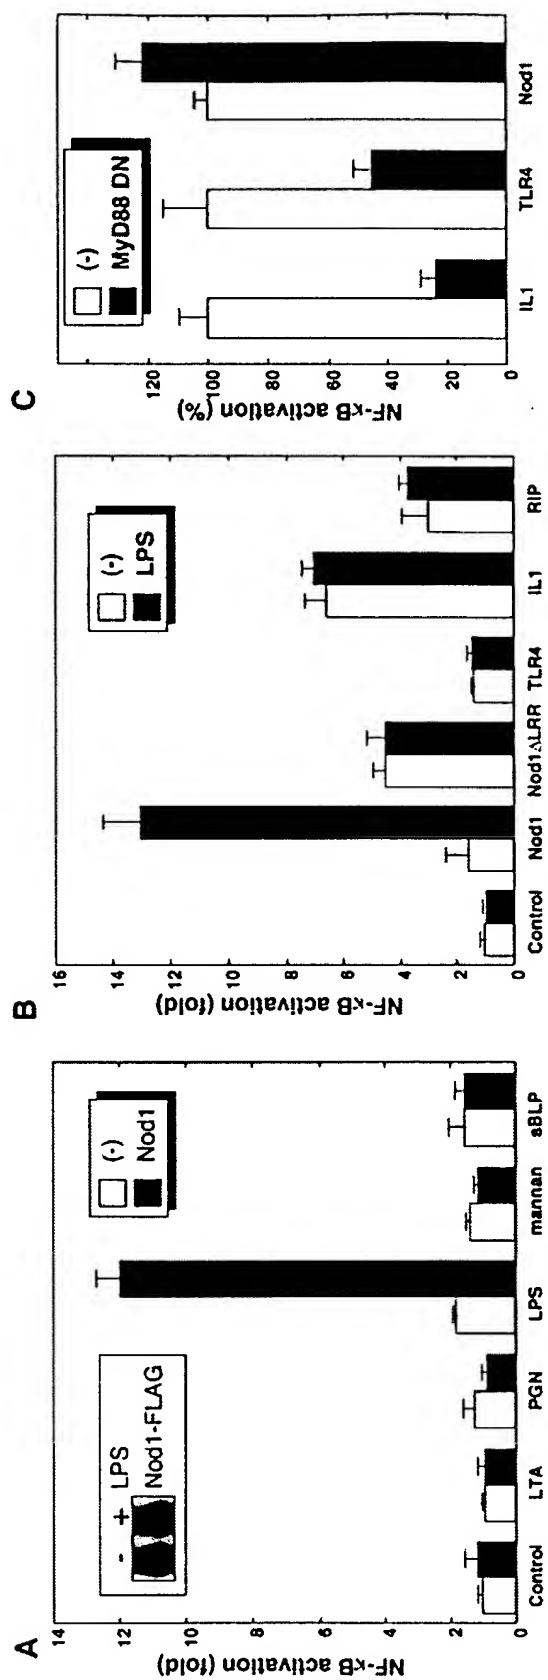 A
NF-κB activation (fold)
14
12
10
8
6
4
2
0
- + LPS
Nod1-FLAG
(-)
Nod1
Control LTA PGN LPS mannan sBLP
B
NF-κB activation (fold)
16
14
12
10
8
6
4
2
0
(-)
LPS
Control Nod1 Nod1ΔLRR TLR4 IL1 RIP
C
NF-κB activation (%)
120
100
80
60
40
20
0
(-)
MyD88 DN
IL1 TLR4 Nod1